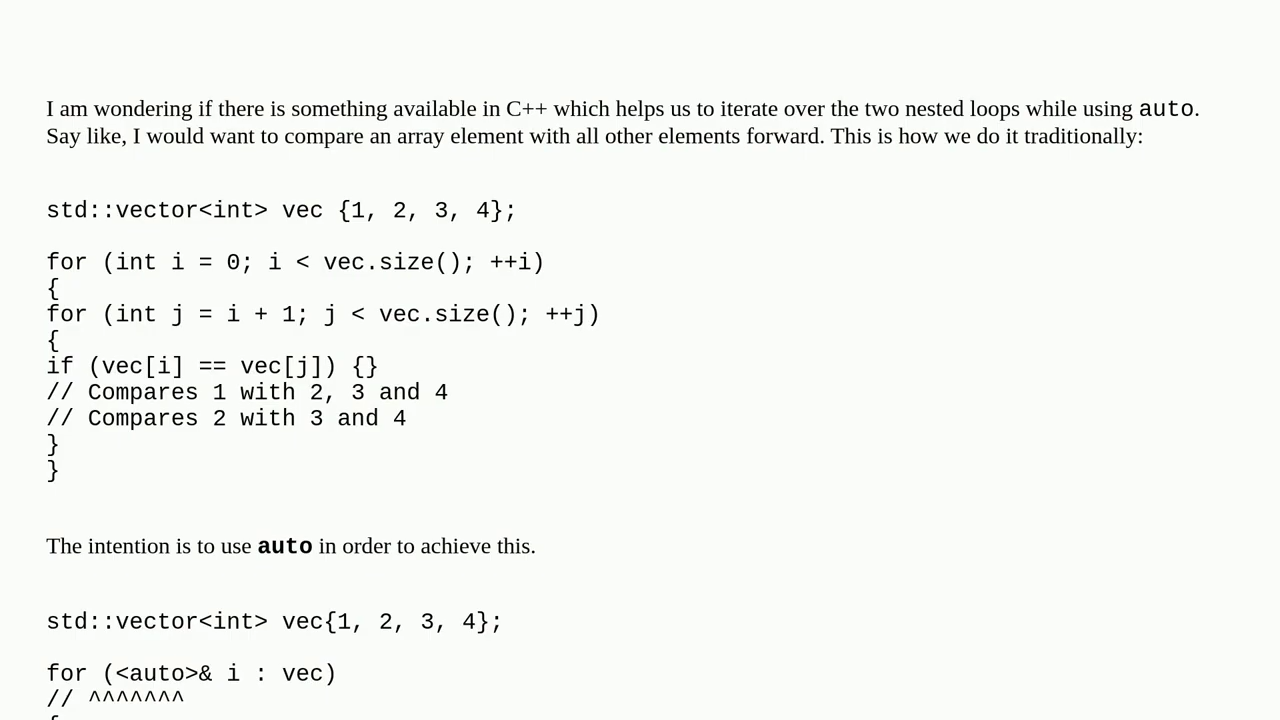 I am wondering if there is something available in C++ which helps us to iterate over the two nested loops while using auto.
Say like, I would want to compare an array element with all other elements forward. This is how we do it traditionally:
std::vector<int> vec {1, 2, 3, 4};
for (int i = 0; i < vec.size(); ++i)
{
for (int j = i + 1; j < vec.size(); ++j)
{
if (vec[i] == vec[j]) {}
// Compares 1 with 2, 3 and 4
// Compares 2 with 3 and 4
}
}
The intention is to use auto in order to achieve this.
std::vector<int> vec{1, 2, 3, 4};
for (<auto>& i : vec)
// ^^^^^^^
{